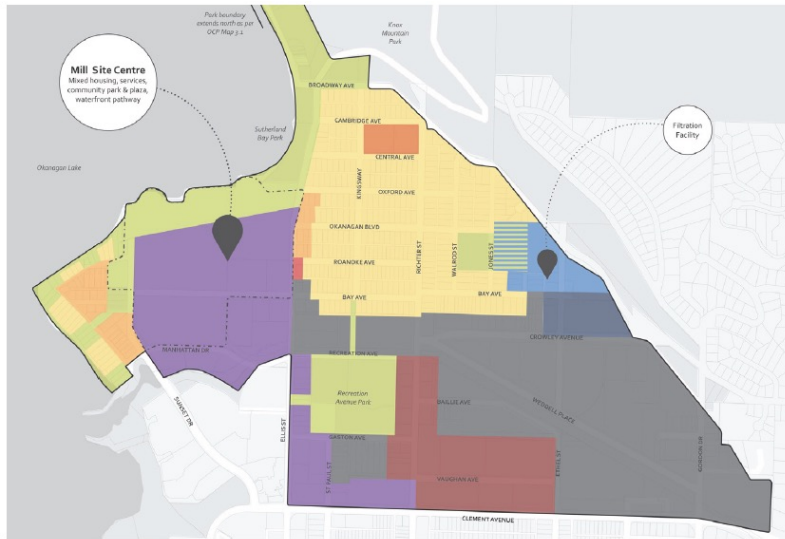 Park boundary
extends north as per
OCP Map 3.1
Knox
Mountain
Park
Mill Site Centre
Mixed housing, services,
community park & plaza,
waterfront pathway
BROADWAY AVE
Filtration
Facility
CAMBRIDGE AVE
Sutherland
Bay Park
CENTRAL AVE
Okanagan Lake
KINGSWAY
OXFORD AVE
OKANAGAN BLVD
RICHTER ST
WALROD ST
JONES ST
ROANOKE AVE
BAY AVE
BAY AVE
CROWLEY AVENUE
MANHATTAN DR
RECREATION AVE
Recreation
Avenue Park
BAILLIE AVE
WEDDELL PLACE
SUNSET DR
ELLIS ST
GASTON AVE
ST PAUL ST
ETHEL ST
GORDON DR
VAUGHAN AVE
CLEMENT AVENUE